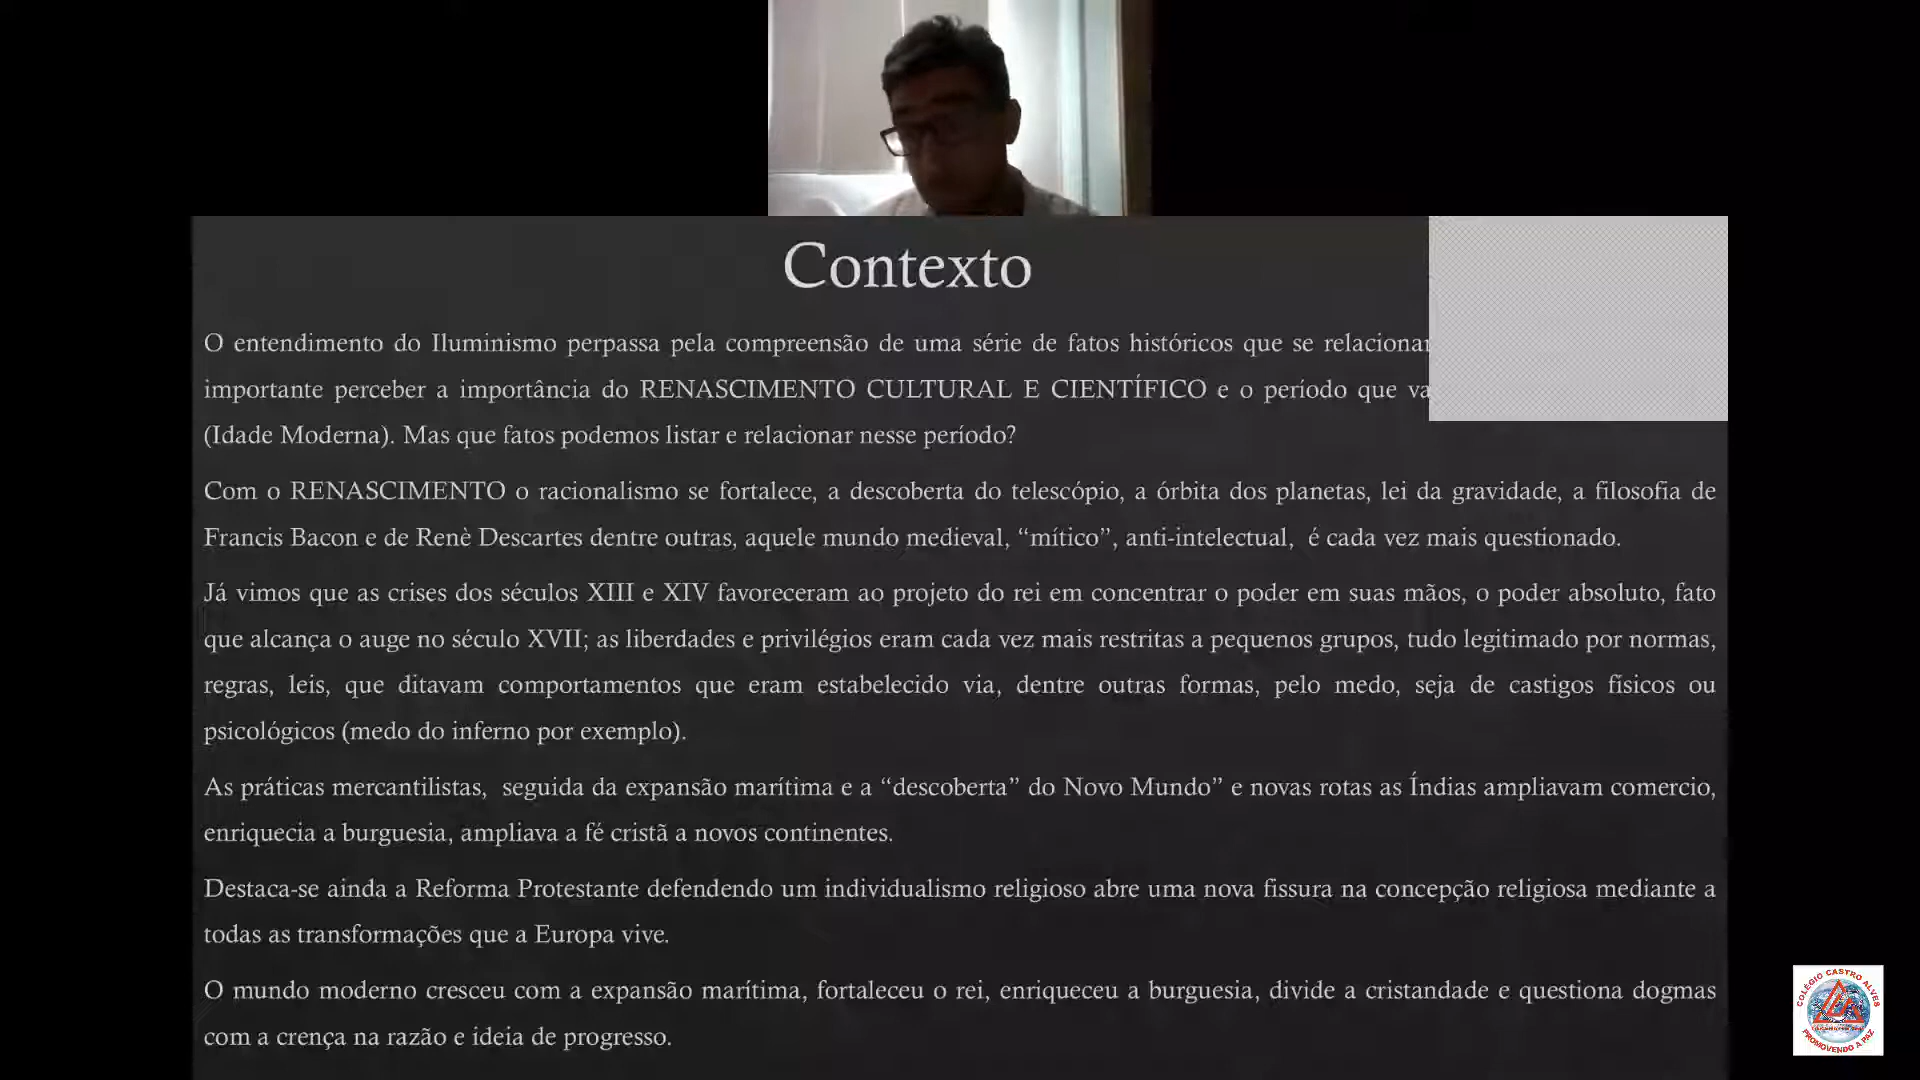 Contexto
O entendimento do Iluminismo perpassa pela compreensão de uma série de fatos históricos que se
importante perceber a importância do RENASCIMENTO CULTURAL E CIENTÍFICO e o período que
(Idade Moderna). Mas que fatos podemos listar e relacionar nesse período?
Com o RENASCIMENTO o racionalismo se fortalece, a descoberta do telescópio, a órbita dos planetas, lei da gravidade, a filosofia de
Francis Bacon e de Renè Descartes dentre outras, aquele mundo medieval, “mítico”, anti-intelectual, é cada vez mais questionado.
Já vimos que as crises dos séculos XIII e XIV favoreceram ao projeto do rei em concentrar o poder em suas mãos, o poder absoluto, fato
que alcança o auge no século XVII; as liberdades e privilégios eram cada vez mais restritas a pequenos grupos, tudo legitimado por normas,
regras, leis, que ditavam comportamentos que eram estabelecido via, dentre outras formas, pelo medo, seja de castigos físicos ou
psicológicos (medo do inferno por exemplo).
As práticas mercantilistas, seguida da expansão marítima e a “descoberta” do Novo Mundo” e novas rotas as Índias ampliavam comercio,
enriquecia a burguesia, ampliava a fé cristã a novos continentes.
Destaca-se ainda a Reforma Protestante defendendo um individualismo religioso abre uma nova fissura na concepção religiosa mediante a
todas as transformações que a Europa vive.
O mundo moderno cresceu com a expansão marítima, fortaleceu o rei, enriqueceu a burguesia, divide a cristandade e questiona dogmas
com a crença na razão e ideia de progresso.
COLÉGIO CASTRO ALVES
PROMOVENDO A PAZ